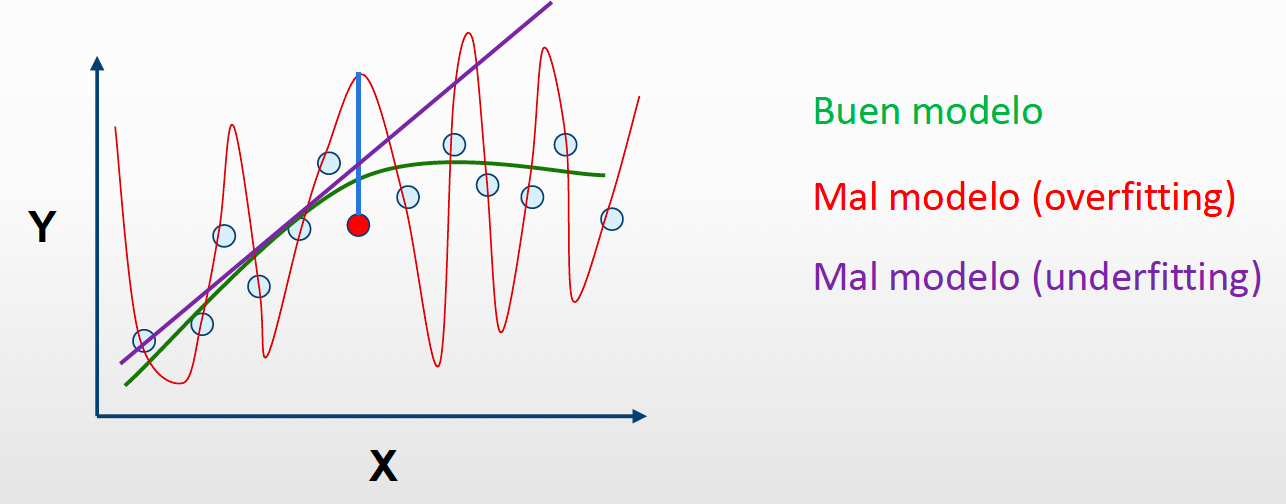 Buen modelo
Mal modelo (overfitting)
Mal modelo (underfitting)
Y
X